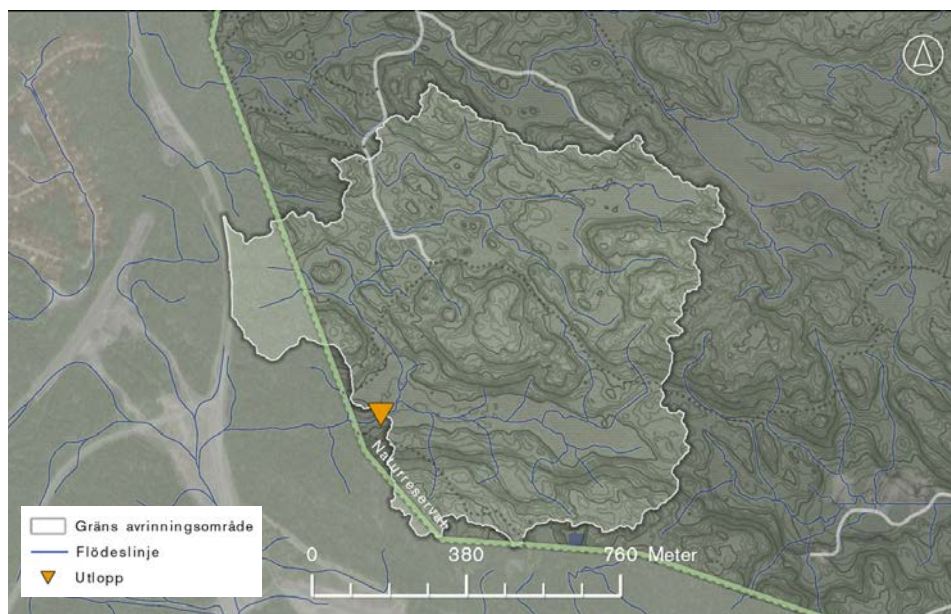 Naturreservat
0 380 760 Meter
Gräns avrinningsområde
Flödeslinje
Utlopp